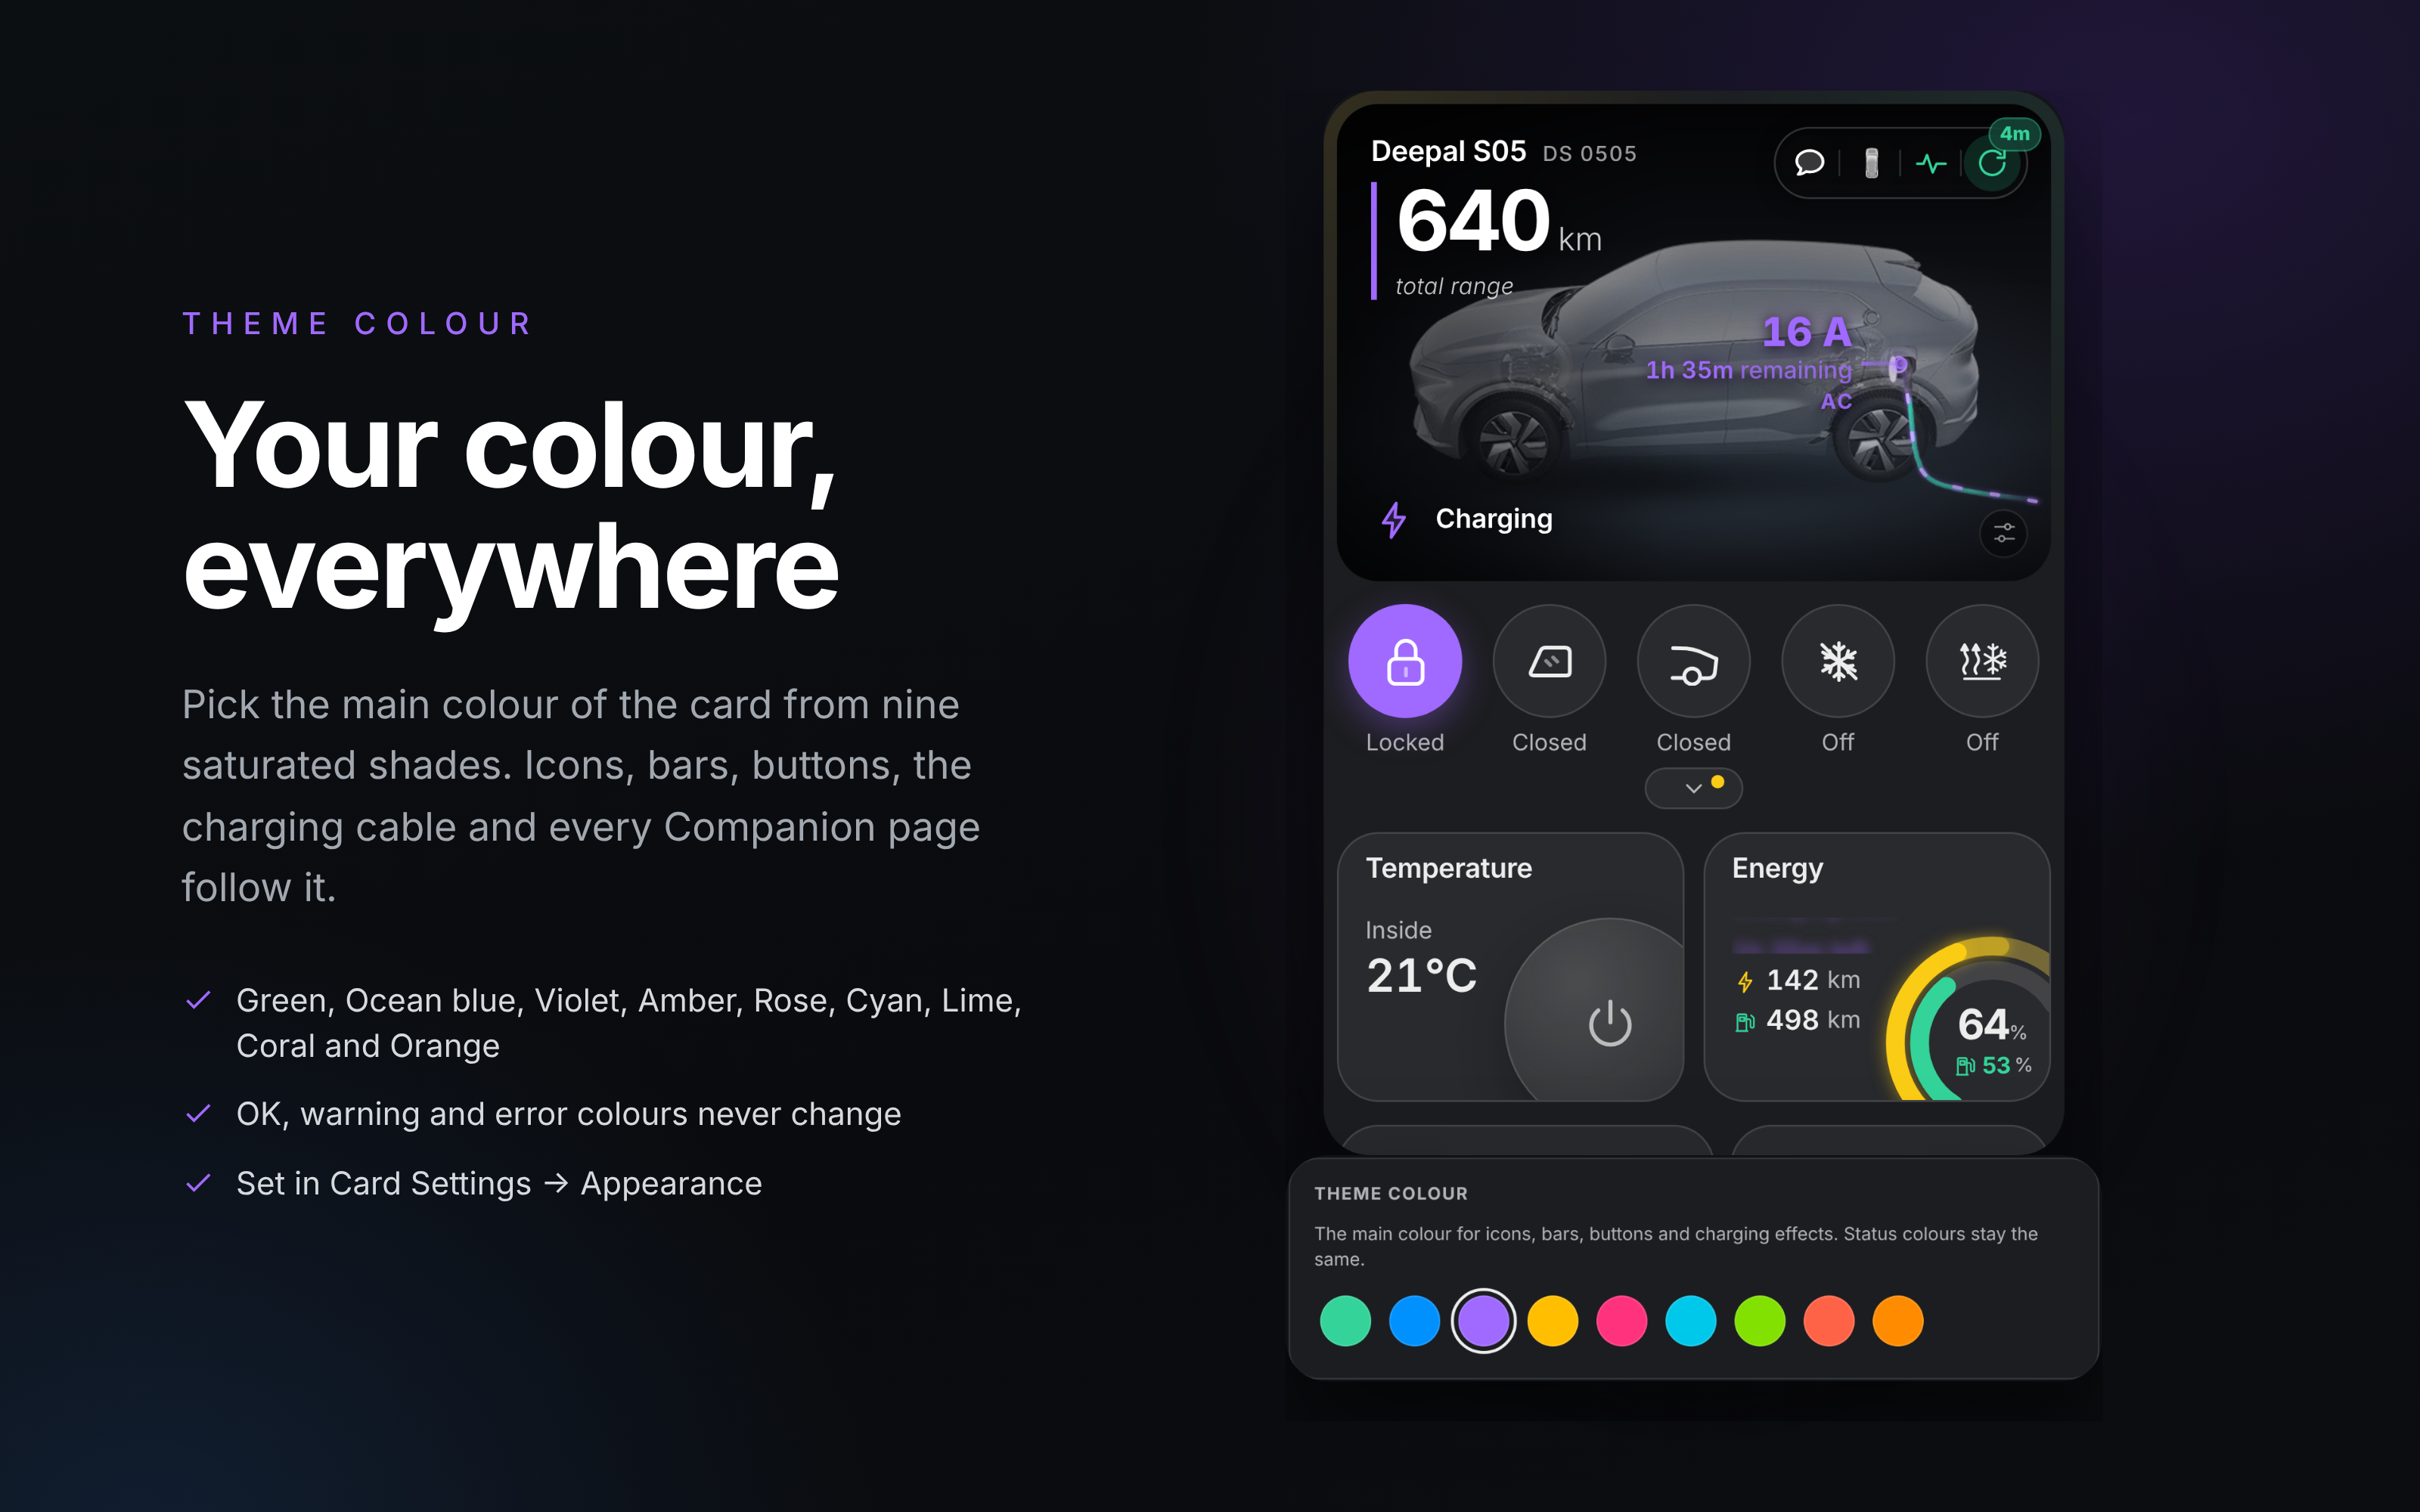 THEME COLOUR
Your colour,
everywhere
Pick the main colour of the card from nine
saturated shades. Icons, bars, buttons, the
charging cable and every Companion page
follow it.
Green, Ocean blue, Violet, Amber, Rose, Cyan, Lime,
Coral and Orange
OK, warning and error colours never change
Set in Card Settings → Appearance
Deepal S05 DS 0505
4m
640 km
total range
16 A
1h 35m remaining
AC
Charging
Locked Closed Closed Off Off
Temperature
Inside
21°C
Energy
142 km
498 km
64%
53 %
THEME COLOUR
The main colour for icons, bars, buttons and charging effects. Status colours stay the
same.